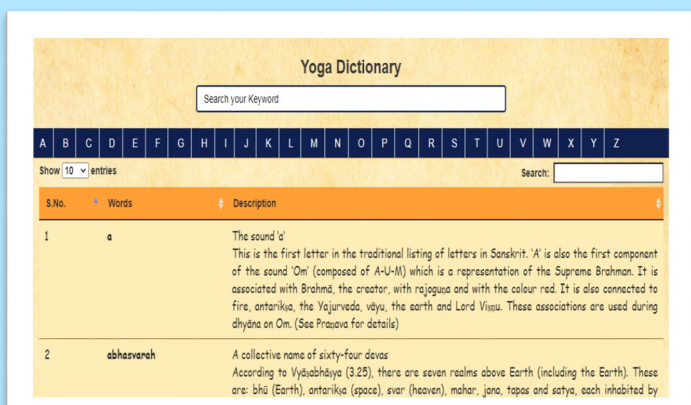 Yoga Dictionary
Search your Keyword
A B C D E F G H I J K L M N O P Q R S T U V W X Y Z
Show 10 entries
Search:
S.No. Words Description
1 a The sound 'a'
This is the first letter in the traditional listing of letters in Sanskrit. 'A' is also the first component
of the sound 'Om' (composed of A-U-M) which is a representation of the Supreme Brahman. It is
associated with Brahmā, the creator, with rajoguṇa and with the colour red. It is also connected to
fire, antarikṣa, the Yajurveda, vāyu, the earth and Lord Viṣṇu. These associations are used during
dhyāna on Om. (See Praṇava for details)
2 abhasvarah A collective name of sixty-four devas
According to Vyāṣabhāṣya (3.25), there are seven realms above Earth (including the Earth). These
are: bhū (Earth), antarikṣa (space), svar (heaven), mahar, jana, tapas and satya, each inhabited by